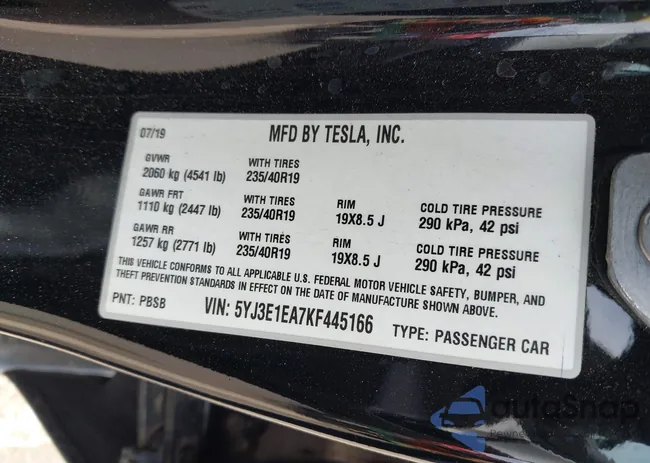 07/19 MFD BY TESLA, INC.
GVWR WITH TIRES
2060 kg (4541 lb) 235/40R19
GAWR FRT WITH TIRES RIM COLD TIRE PRESSURE
1110 kg (2447 lb) 235/40R19 19X8.5 J 290 kPa, 42 psi
GAWR RR WITH TIRES RIM COLD TIRE PRESSURE
1257 kg (2771 lb) 235/40R19 19X8.5 J 290 kPa, 42 psi
THIS VEHICLE CONFORMS TO ALL APPLICABLE U.S. FEDERAL MOTOR VEHICLE SAFETY, BUMPER, AND
THEFT PREVENTION STANDARDS IN EFFECT ON THE DATE OF MANUFACTURE SHOWN ABOVE.
PNT: PBSB VIN: 5YJ3E1EA7KF445166 TYPE: PASSENGER CAR
autoSnap